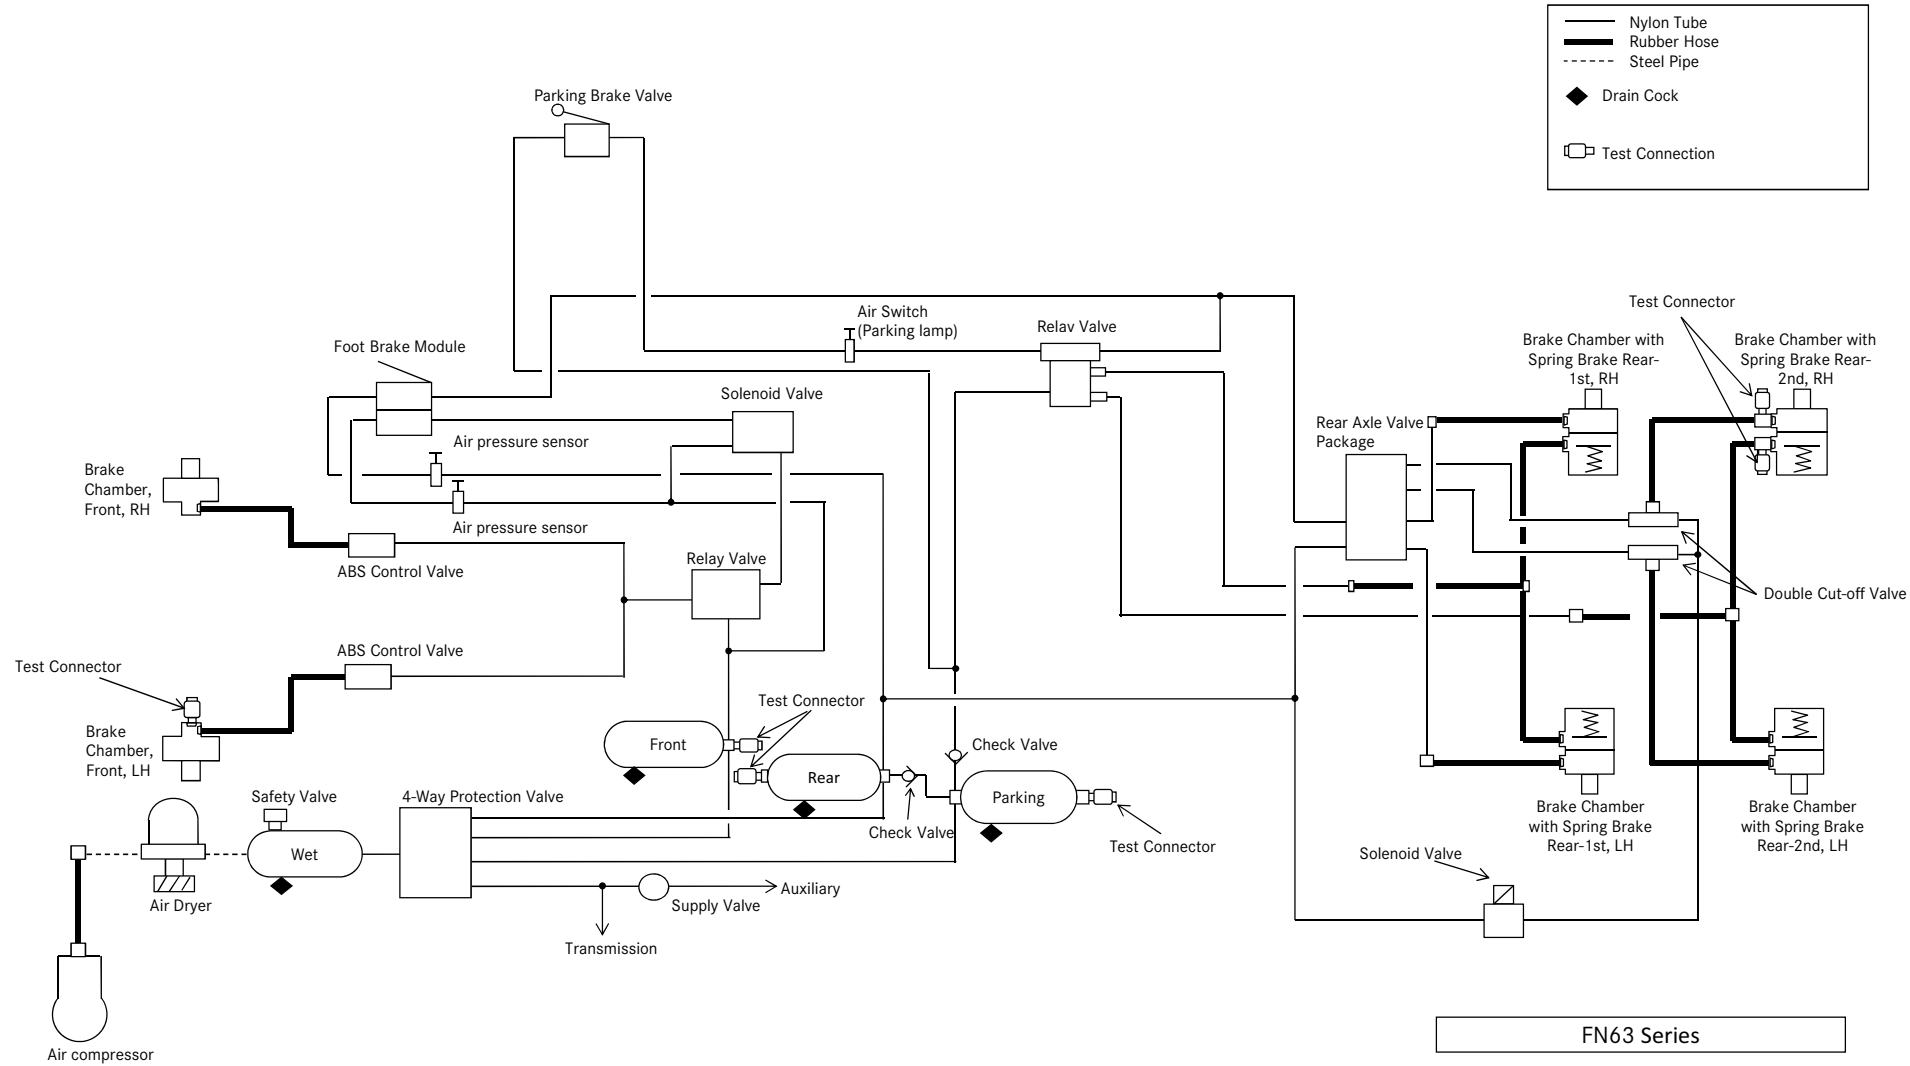 Nylon Tube
Rubber Hose
Steel Pipe
Drain Cock
Test Connection
Parking Brake Valve
Air Switch
(Parking lamp)
Relav Valve
Foot Brake Module
Solenoid Valve
Air pressure sensor
Air pressure sensor
Brake
Chamber,
Front, RH
ABS Control Valve
Relay Valve
ABS Control Valve
Test Connector
Brake
Chamber,
Front, LH
Test Connector
Brake Chamber with
Spring Brake Rear-
1st, RH
Brake Chamber with
Spring Brake Rear-
2nd, RH
Rear Axle Valve
Package
Double Cut-off Valve
Test Connector
Front
Rear
Check Valve
Parking
Check Valve
Test Connector
Safety Valve
4-Way Protection Valve
Wet
Air Dryer
Auxiliary
Supply Valve
Transmission
Air compressor
Brake Chamber
with Spring Brake
Rear-1st, LH
Brake Chamber
with Spring Brake
Rear-2nd, LH
Solenoid Valve
FN63 Series